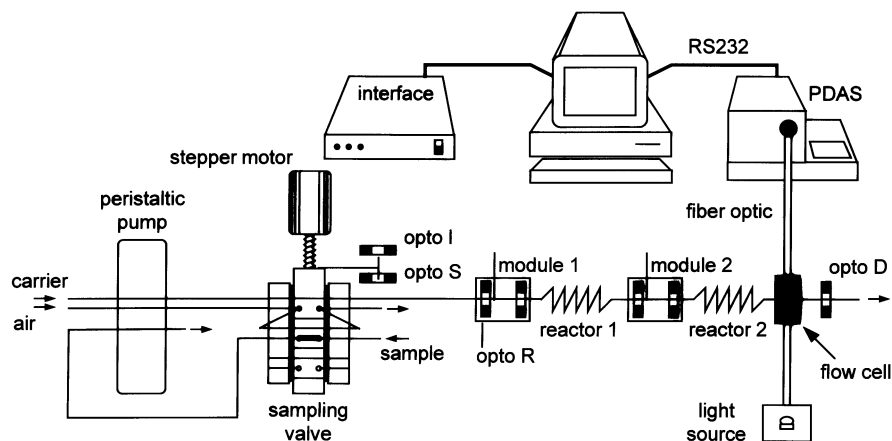 RS232
PDAS
interface
stepper motor
peristaltic
pump
fiber optic
opto I
opto S
opto D
carrier
air
module 1
module 2
reactor 1
reactor 2
sample
opto R
flow cell
sampling
valve
light
source